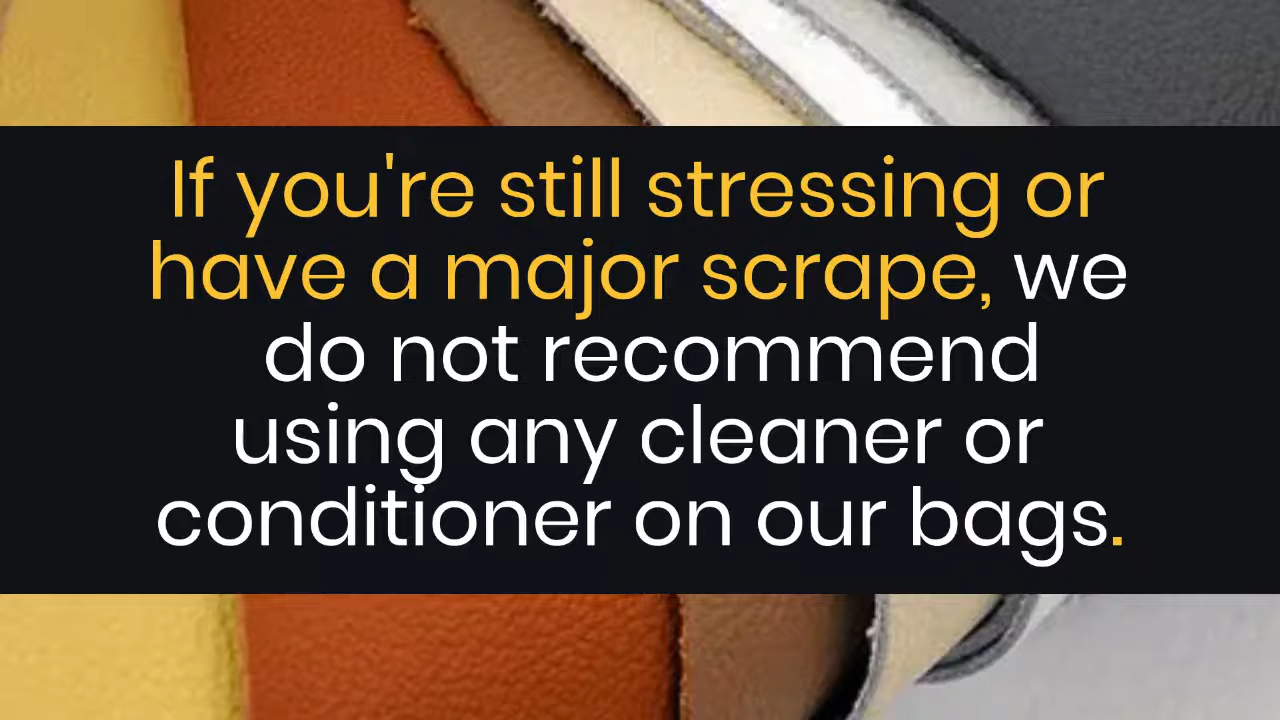 If you're still stressing or
have a major scrape, we
do not recommend
using any cleaner or
conditioner on our bags.